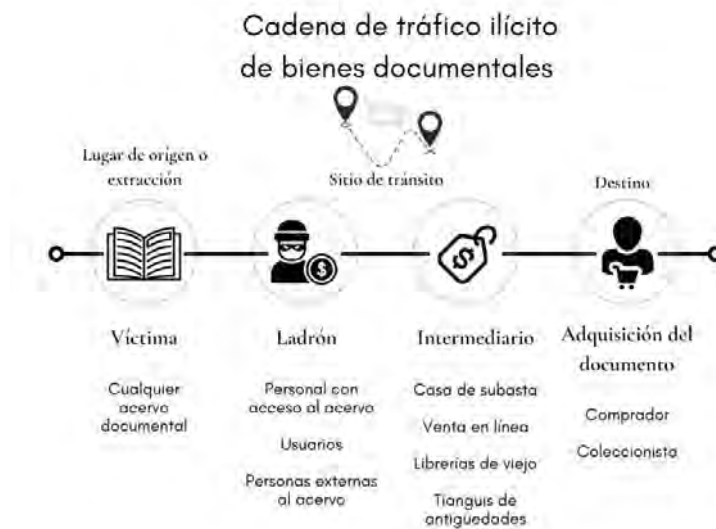 Cadena de tráfico ilícito
de bienes documentales
Lugar de origen o
extracción
Sitio de tránsito
Destino
Víctima
Cualquier
acervo
documental
Ladrón
Personal con
acceso al acervo
Usuarios
Personas externas
al acervo
Intermediario
Casa de subasta
Venta en línea
Librerías de viejo
Tianguis de
antigüedades
Adquisición del
documento
Comprador
Coleccionista